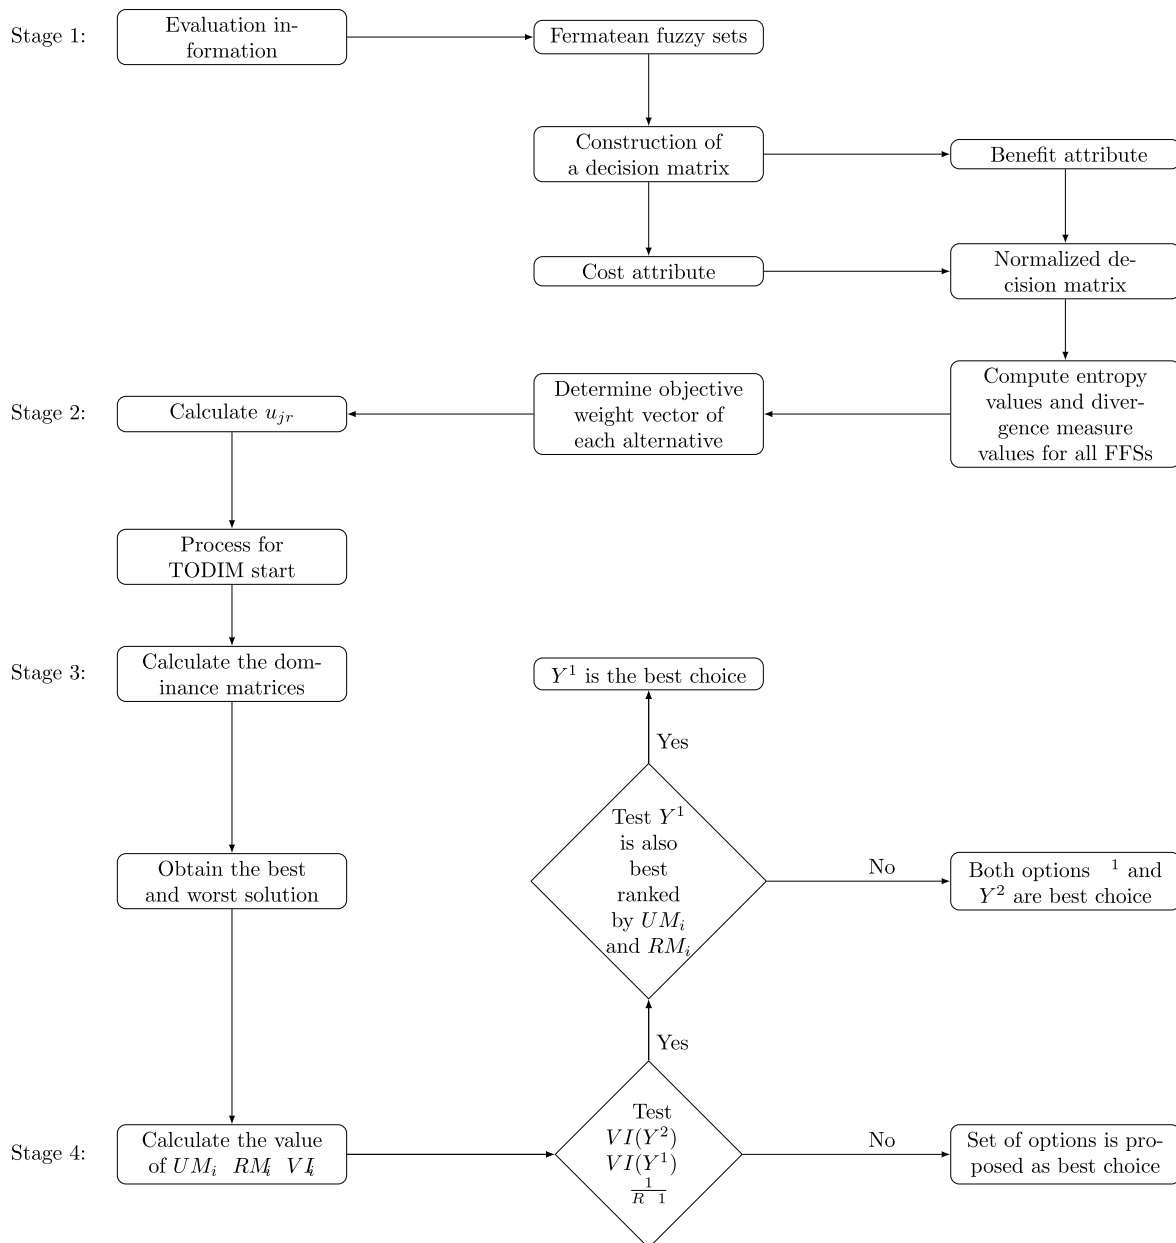 Stage 1:
Evaluation in-
formation
Fermatean fuzzy sets
Construction of
a decision matrix
Benefit attribute
Cost attribute
Normalized de-
cision matrix
Stage 2:
Calculate u_{jr}
Determine objective
weight vector of
each alternative
Compute entropy
values and diver-
gence measure
values for all FFSs
Process for
TODIM start
Stage 3:
Calculate the dom-
inance matrices
Y^1 is the best choice
Yes
Obtain the best
and worst solution
Test Y^1
is also
best
ranked
by UM_i
and RM_i
No
Both options ^1 and
Y^2 are best choice
Yes
Stage 4:
Calculate the value
of UM_i RM_i VI_i
Test
VI(Y^2)
VI(Y^1)
1
R 1
No
Set of options is pro-
posed as best choice